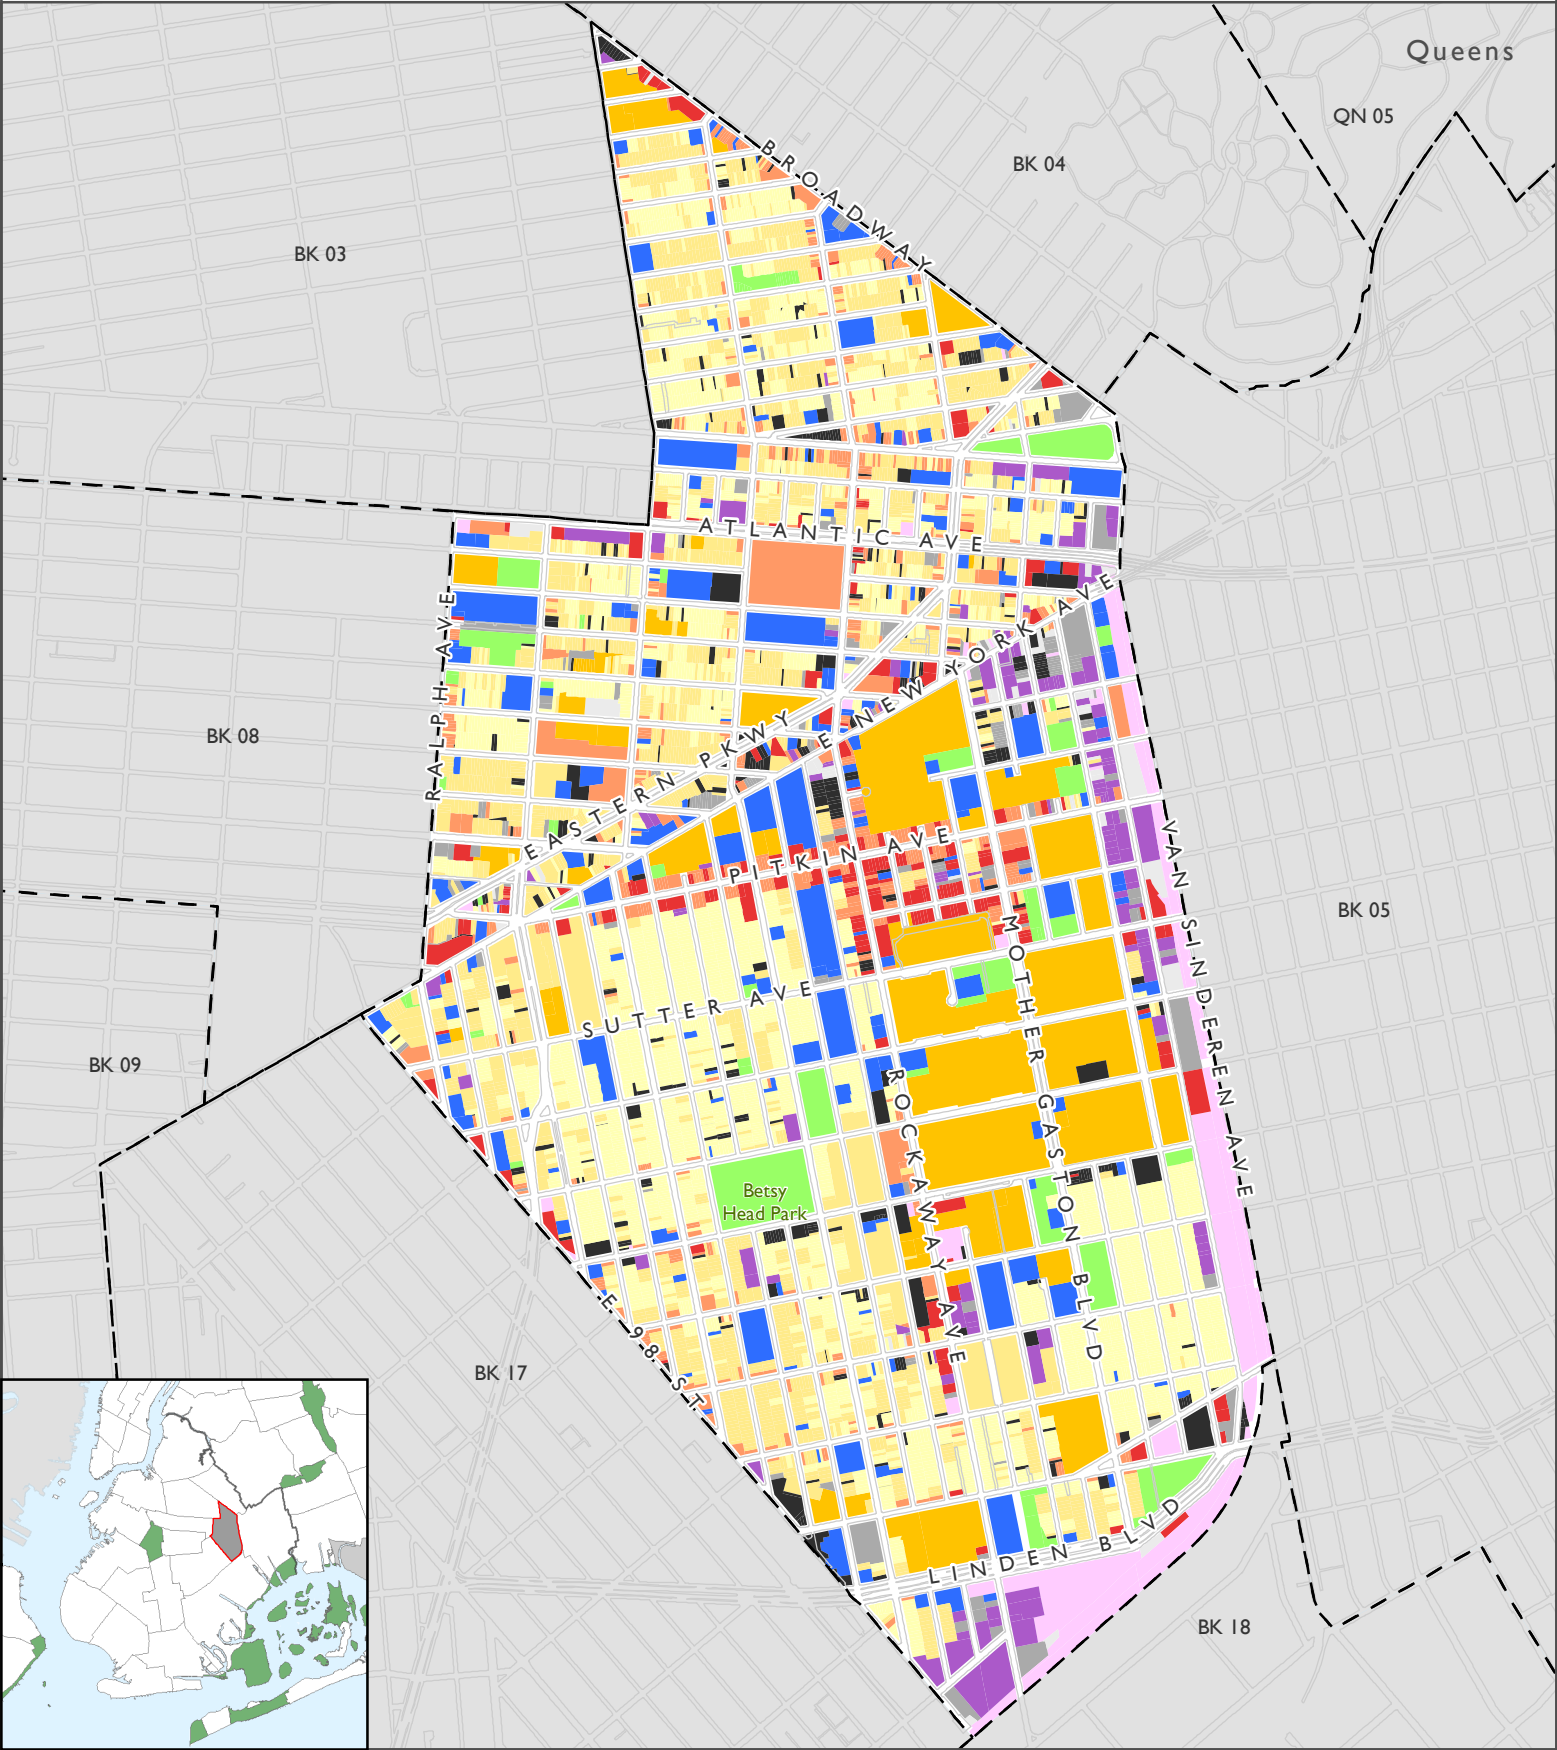 Queens
QN 05
BROADWAY
BK 04
BK 03
ATLANTIC AVE
E NEW YORK AVE
RALPH AVE
BK 08
EASTERN PKWY
PITKIN AVE
VAN SINDEREN AVE
BK 05
MOTHER GASTON BLVD
SUTTER AVE
BK 09
ROCKAWAY AVE
Betsy
Head Park
E 98 ST
BK 17
LINDEN BLVD
BK 18